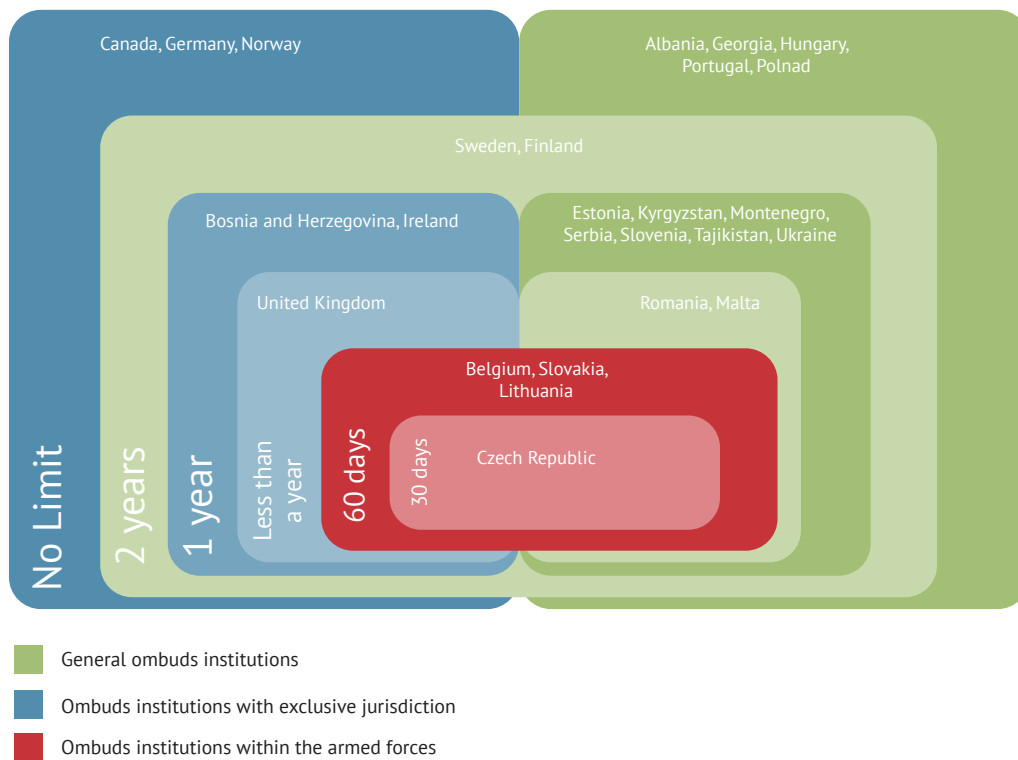 Canada, Germany, Norway
Albania, Georgia, Hungary,
Portugal, Polnad
Sweden, Finland
Bosnia and Herzegovina, Ireland
Estonia, Kyrgyzstan, Montenegro,
Serbia, Slovenia, Tajikistan, Ukraine
United Kingdom
Romania, Malta
Belgium, Slovakia,
Lithuania
Czech Republic
No Limit
2 years
1 year
Less than
a year
60 days
30 days
General ombuds institutions
Ombuds institutions with exclusive jurisdiction
Ombuds institutions within the armed forces